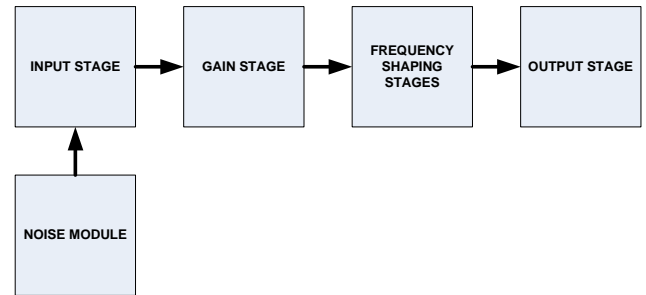 INPUT STAGE
GAIN STAGE
FREQUENCY
SHAPING
STAGES
OUTPUT STAGE
NOISE MODULE